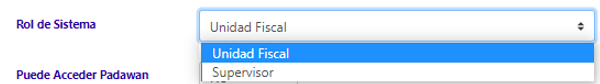 Rol de Sistema
Unidad Fiscal
Unidad Fiscal
Supervisor
Puede Acceder Padawan